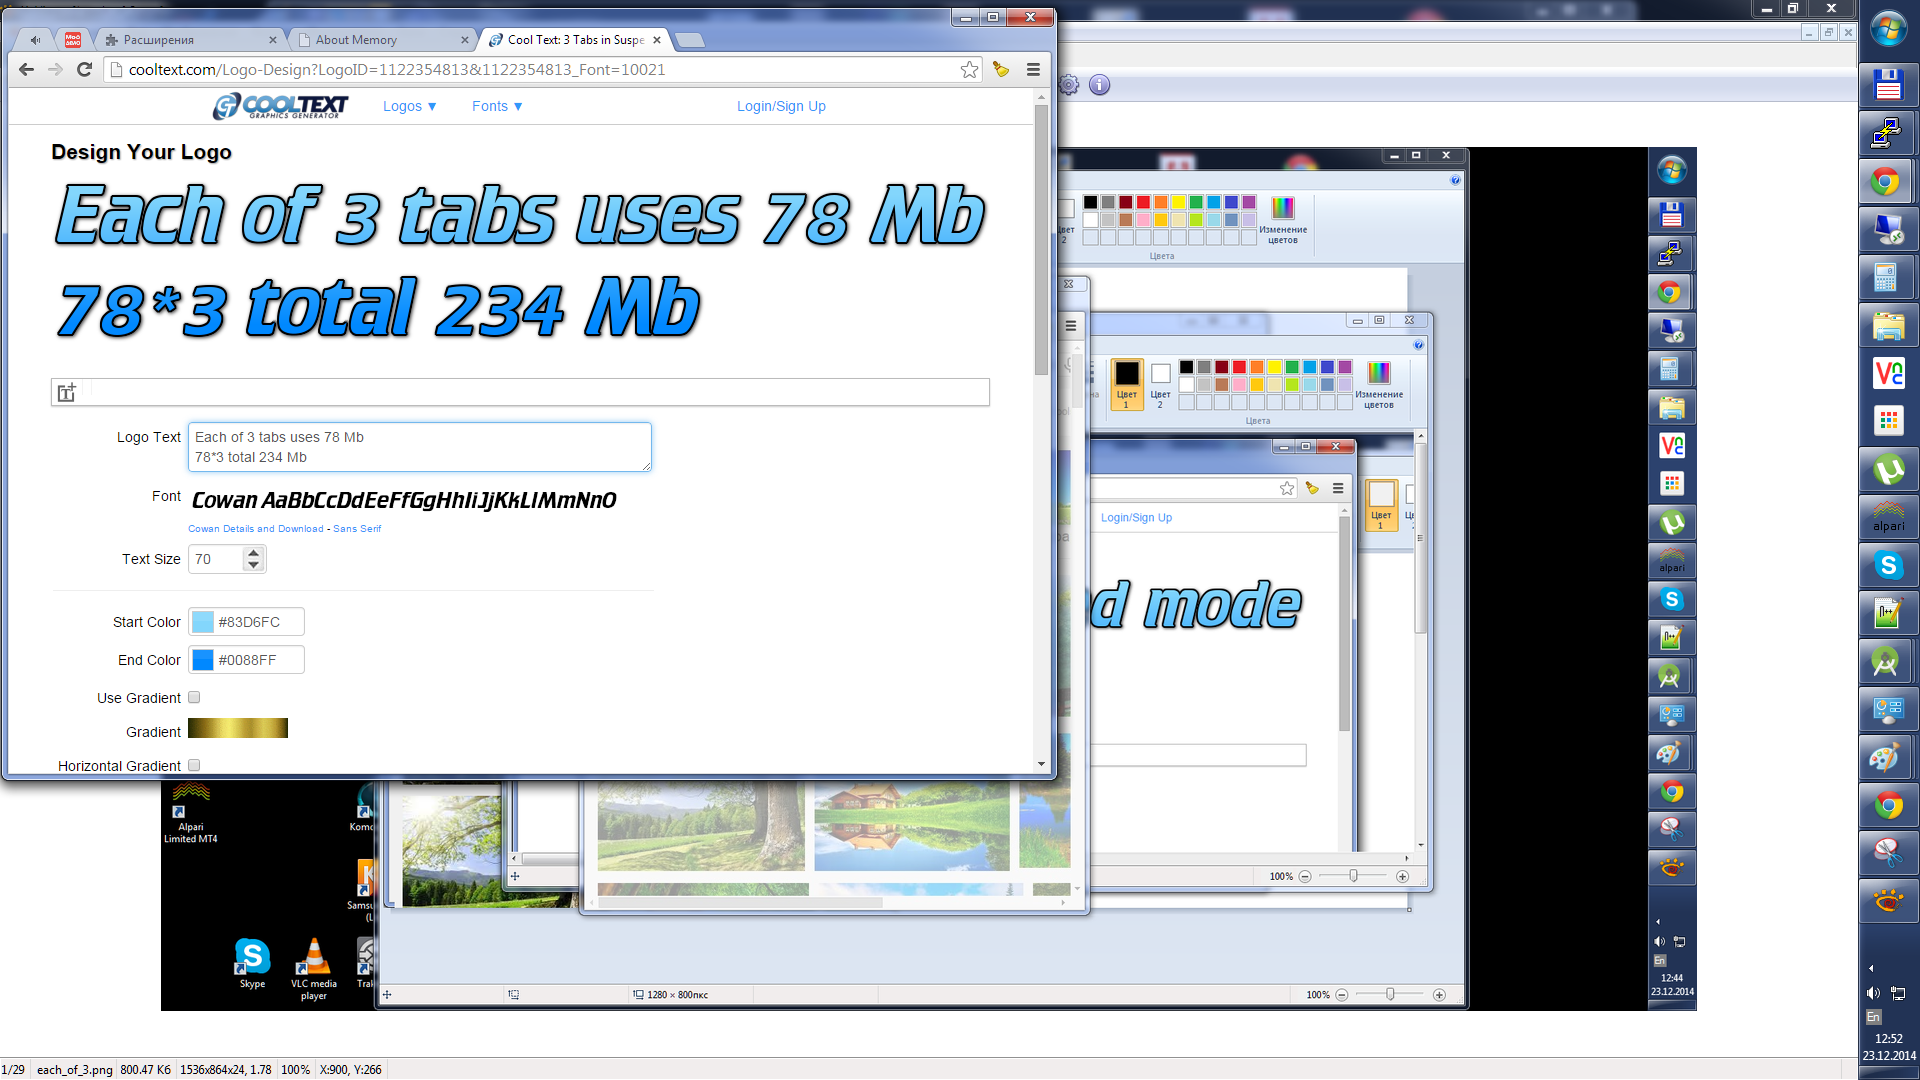 Расширения
About Memory
Cool Text: 3 Tabs in Suspe
cooltext.com/Logo-Design?LogoID=1122354813&1122354813_Font=10021
COOLTEXT
GRAPHICS GENERATOR
Logos ▼
Fonts ▼
Login/Sign Up
Design Your Logo
Each of 3 tabs uses 78 Mb
78*3 total 234 Mb
Logo Text
Each of 3 tabs uses 78 Mb
78*3 total 234 Mb
Font
Cowan AaBbCcDdEeFfGgHhIiJjKkLlMmNnO
Cowan Details and Download - Sans Serif
Text Size
70
Start Color
#83D6FC
End Color
#0088FF
Use Gradient
Gradient
Horizontal Gradient
цвет
2
Изменение
цветов
Цвета
Цвет
1
Цвет
2
Изменение
цветов
Цвета
Цвет
1
Login/Sign Up
d mode
100%
Alpari
Limited MT4
Skype
VLC media
player
1280 × 800пкс
100%
alpari
En
12:44
23.12.2014
alpari
En
12:52
23.12.2014
1/29
each_of_3.png
800.47 K6
1536x864x24, 1.78
100%
X:900, Y:266